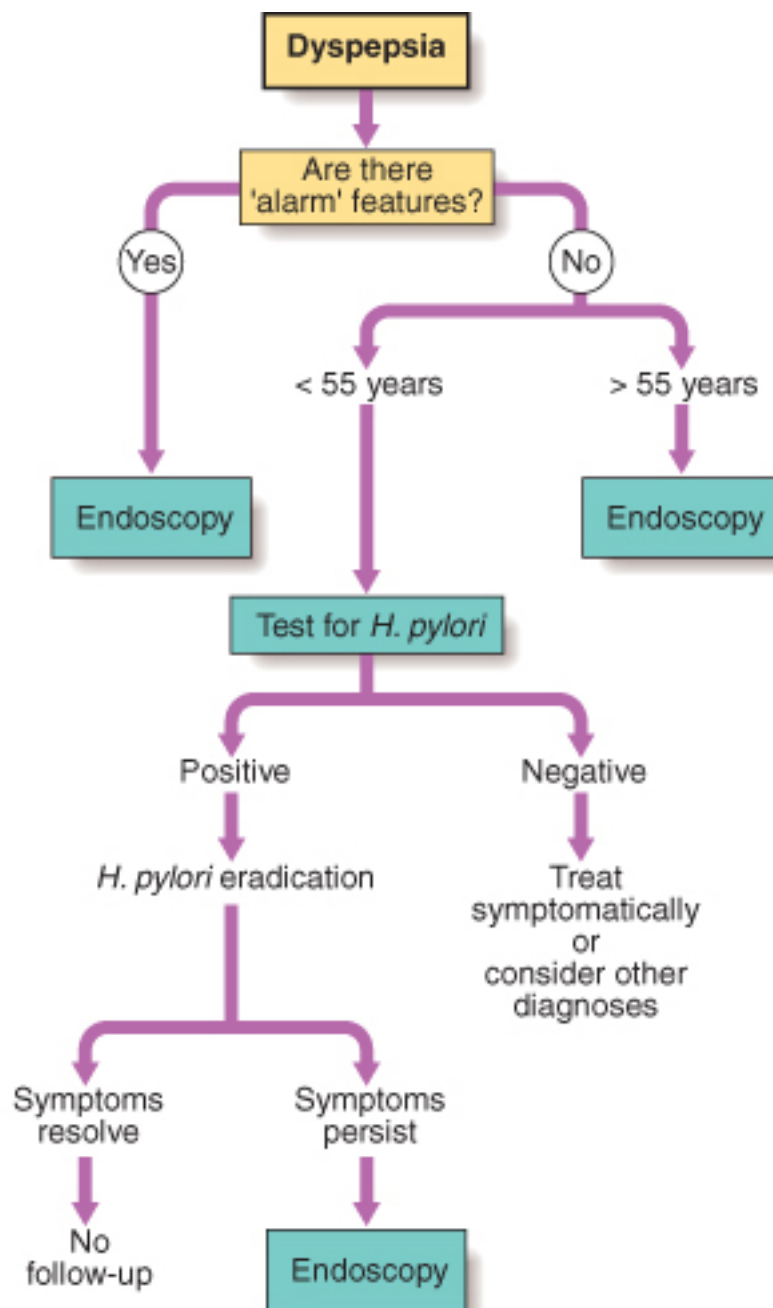 Dyspepsia
Are there
'alarm' features?
Yes
No
< 55 years
> 55 years
Endoscopy
Endoscopy
Test for H. pylori
Positive
Negative
H. pylori eradication
Treat
symptomatically
or
consider other
diagnoses
Symptoms
resolve
Symptoms
persist
No
follow-up
Endoscopy